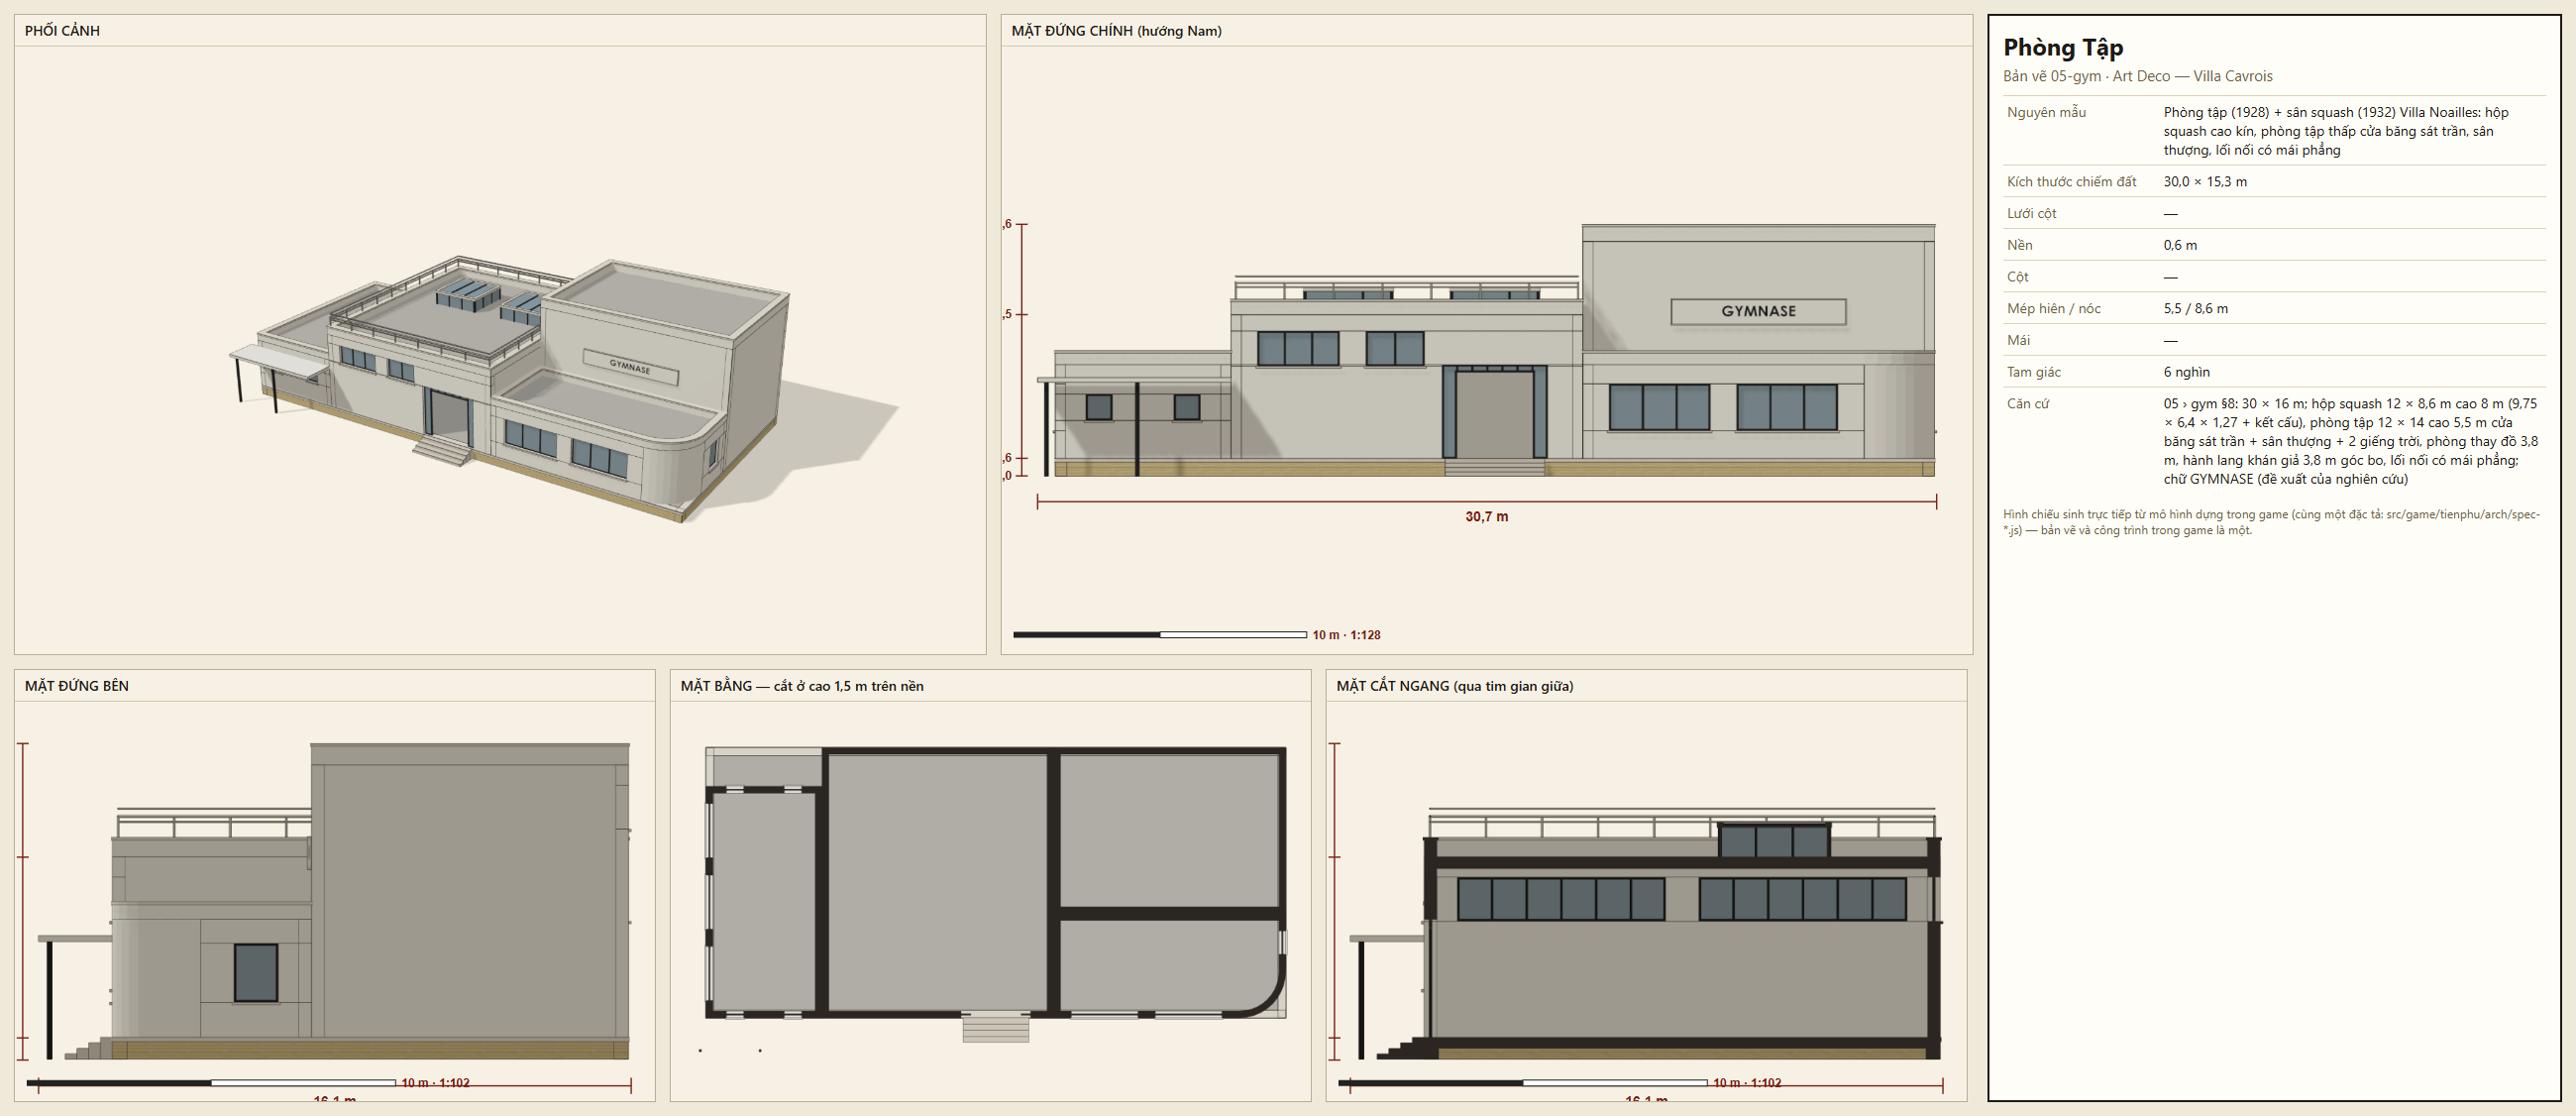 PHỐI CẢNH
GYMNASE
MẶT ĐỨNG CHÍNH (hướng Nam)
,6
,5
,6
,0
GYMNASE
30,7 m
10 m · 1:128
MẶT ĐỨNG BÊN
10 m · 1:102
16,1 m
MẶT BẰNG — cắt ở cao 1,5 m trên nền
MẶT CẮT NGANG (qua tim gian giữa)
10 m · 1:102
16,1 m
Phòng Tập
Bản vẽ 05-gym · Art Deco — Villa Cavrois
Nguyên mẫu
Phòng tập (1928) + sân squash (1932) Villa Noailles: hộp
squash cao kín, phòng tập thấp cửa băng sát trần, sân
thượng, lối nối có mái phẳng
Kích thước chiếm đất
30,0 × 15,3 m
Lưới cột
—
Nền
0,6 m
Cột
—
Mép hiên / nóc
5,5 / 8,6 m
Mái
—
Tam giác
6 nghìn
Căn cứ
05 › gym §8: 30 × 16 m; hộp squash 12 × 8,6 m cao 8 m (9,75
× 6,4 × 1,27 + kết cấu), phòng tập 12 × 14 cao 5,5 m cửa
băng sát trần + sân thượng + 2 giếng trời, phòng thay đồ 3,8
m, hành lang khán giả 3,8 m góc bo, lối nối có mái phẳng;
chữ GYMNASE (đề xuất của nghiên cứu)
Hình chiếu sinh trực tiếp từ mô hình dựng trong game (cùng một đặc tả: src/game/tienphu/arch/spec-
*.js) — bản vẽ và công trình trong game là một.